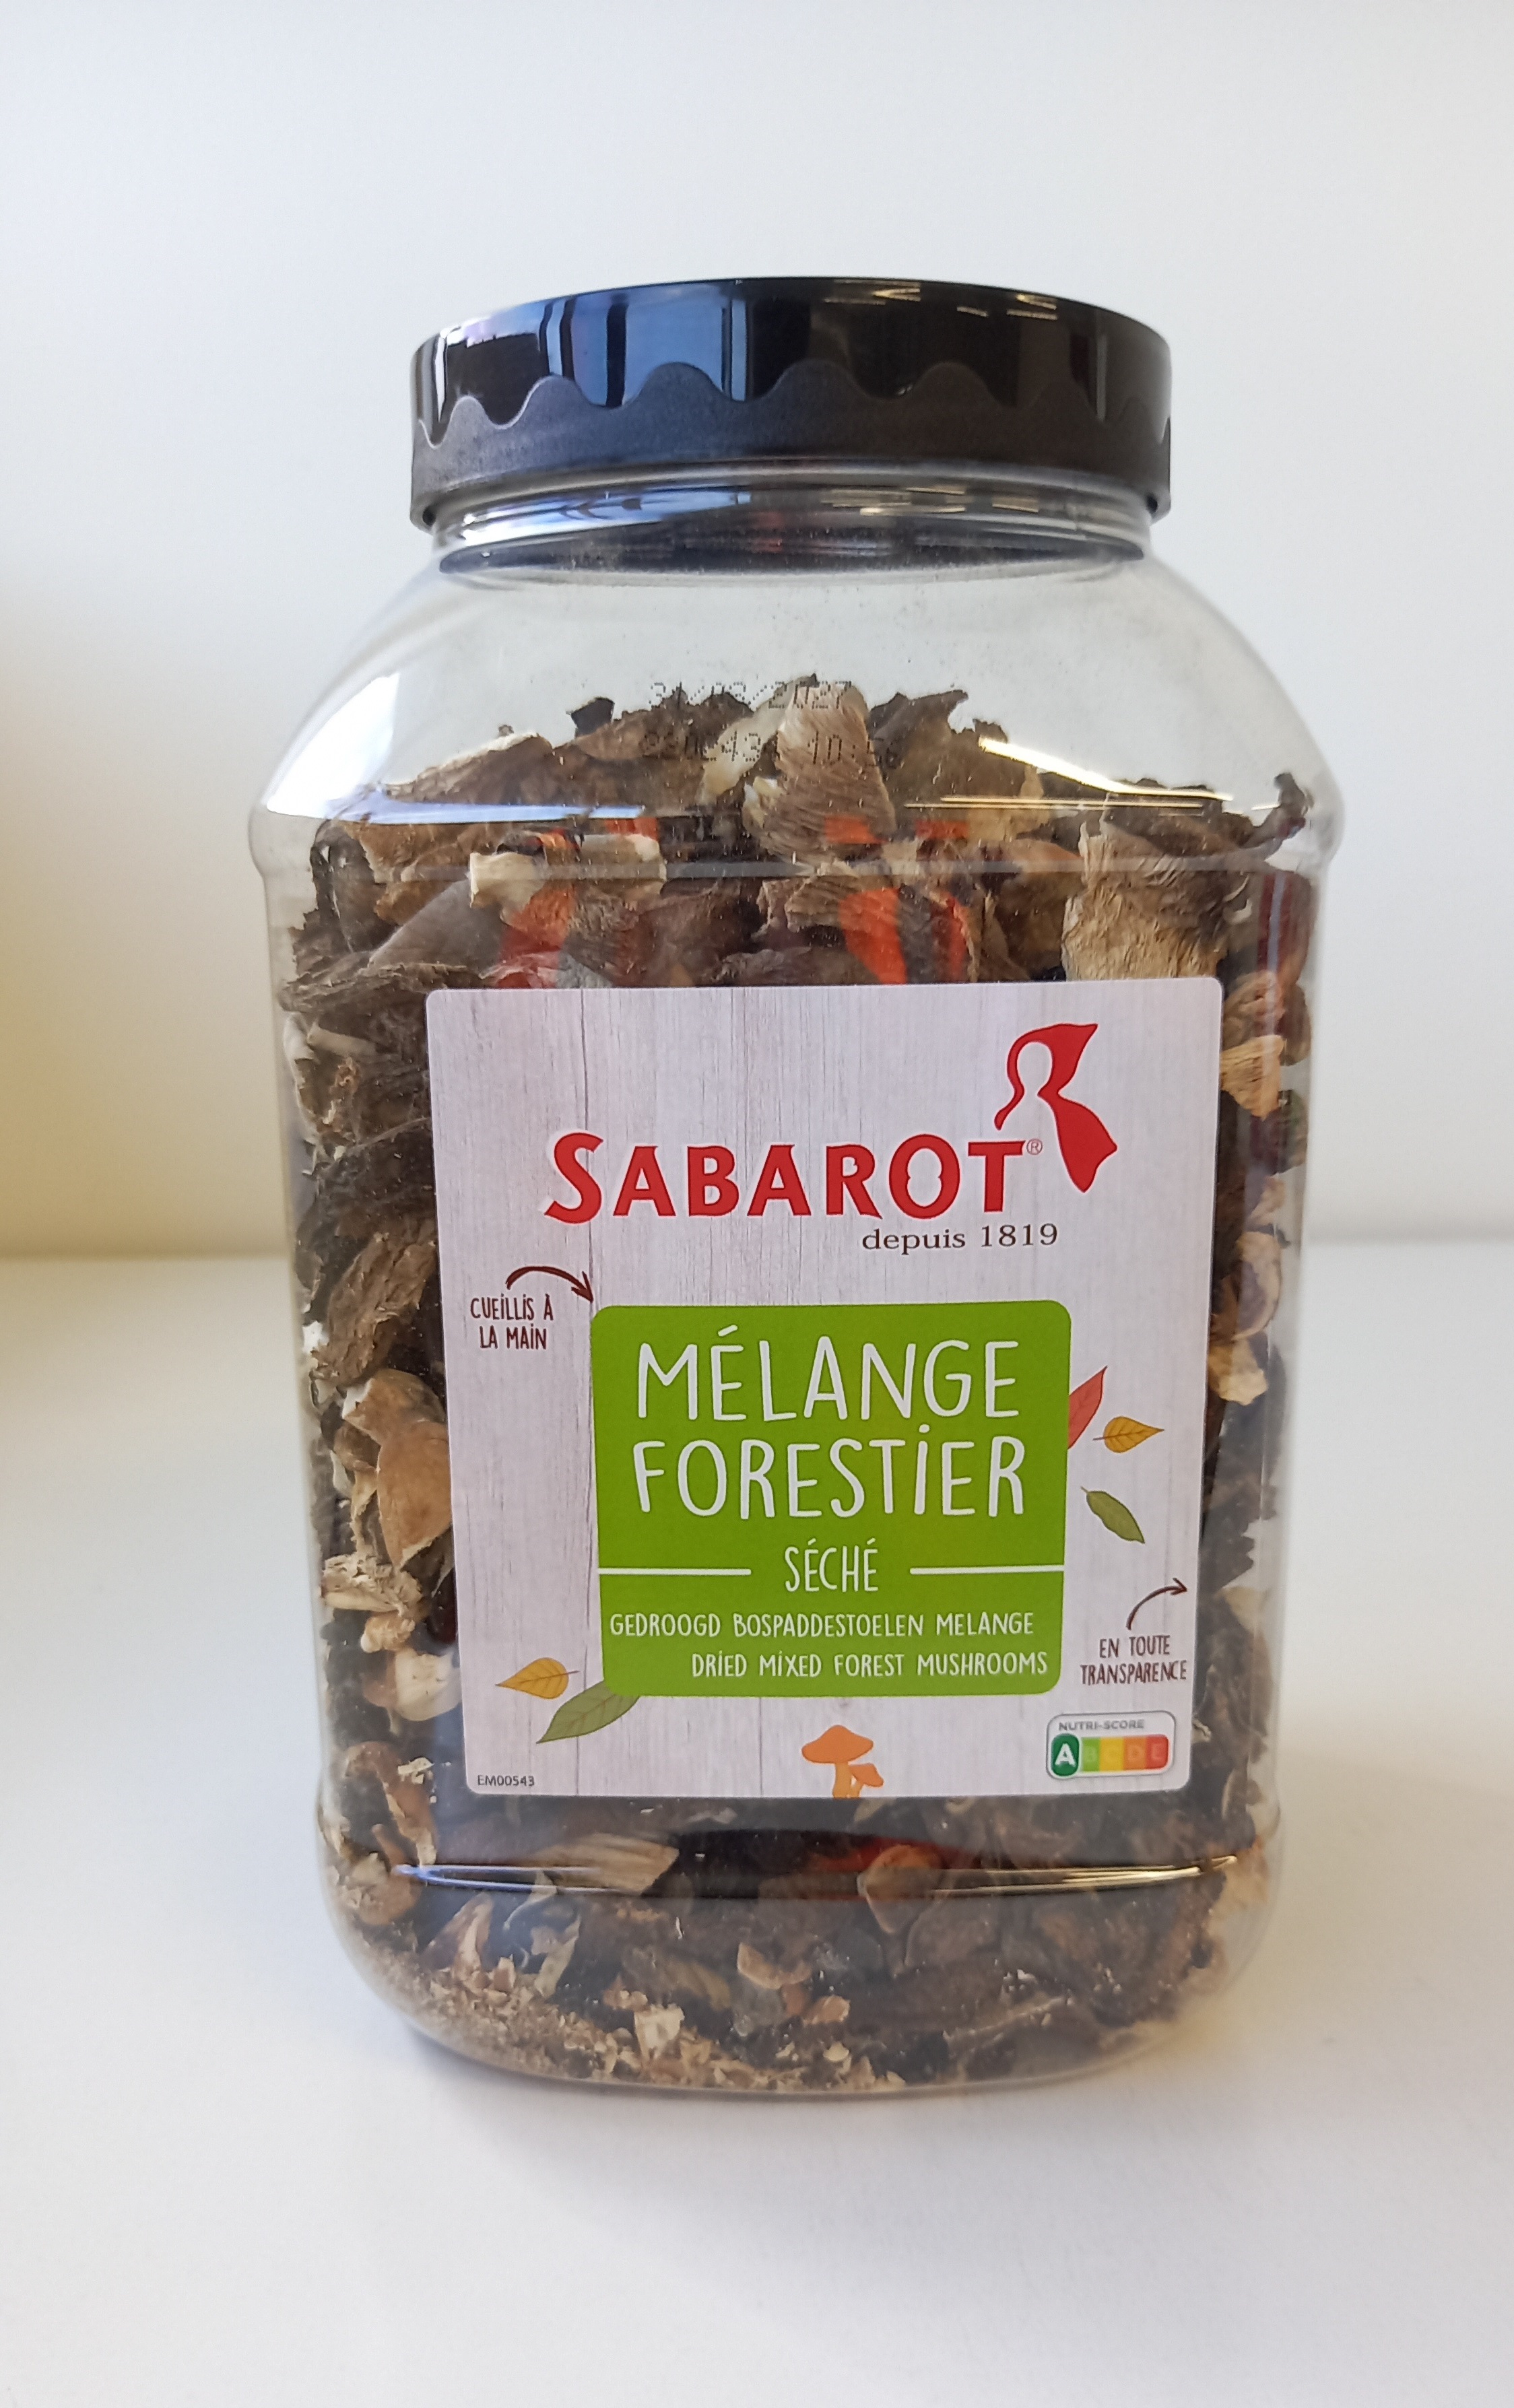 SABAROT®
depuis 1819
CUEILLIS À
LA MAIN
MÉLANGE
FORESTIER
SÉCHÉ
GEDROOGD BOSPADDESTOELEN MELANGE
DRIED MIXED FOREST MUSHROOMS
EN TOUTE
TRANSPARENCE
NUTRI-SCORE
A B C D E
EM00543